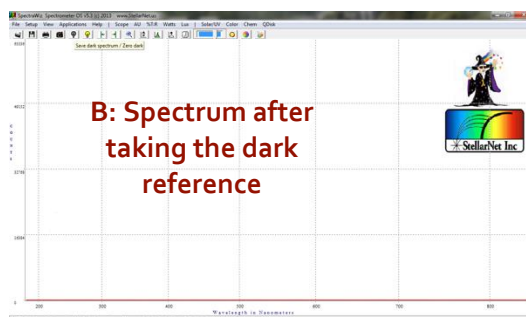 SpectraWiz Spectrometer OS v5.3 (c) 2013 www.StellarNet.us
File Setup View Applications Help | Scope AU %T:R Watts Lux | Solar/UV Color Chem QDisk
Save dark spectrum / Zero dark
B: Spectrum after
taking the dark
reference
StellarNet Inc
counts
0
200 300 400 500 600 700 800
Wavelength in Nanometers